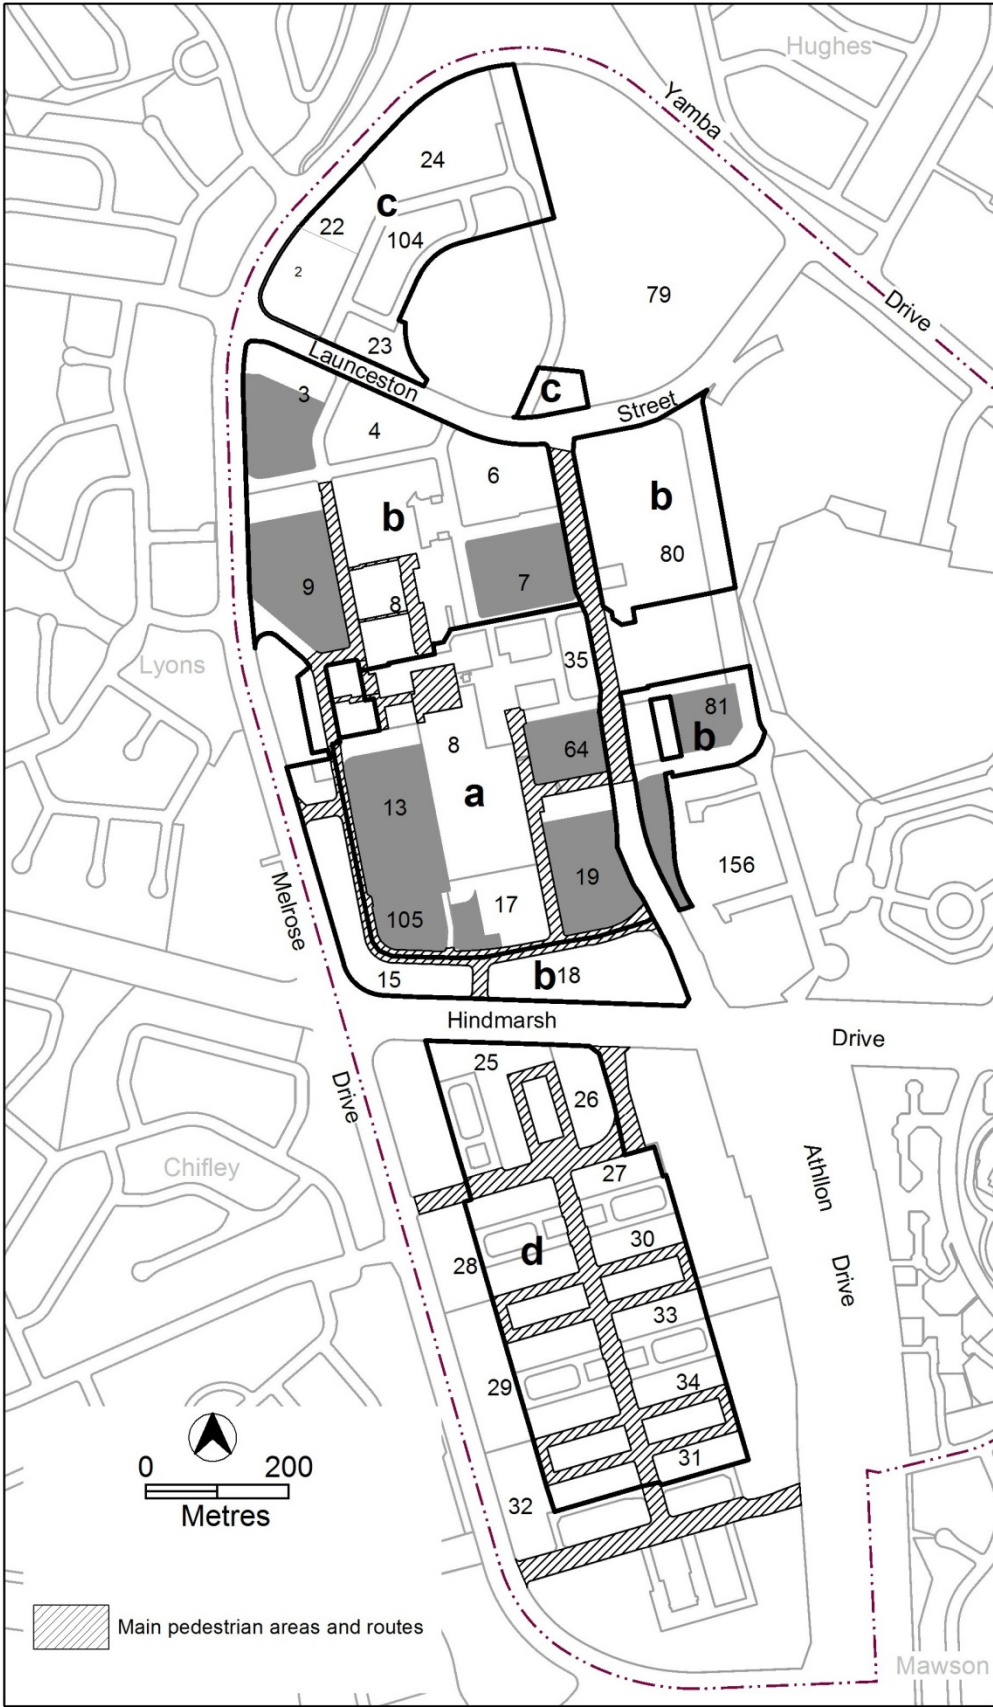 Hughes
Yamba
24
c
22
104
2
79
Drive
23
Launceston
c
Street
3
4
6
b
b
80
9
7
8
Lyons
35
81
b
64
8
a
13
156
19
17
105
Melrose
15
b
18
Hindmarsh
Drive
25
Drive
26
Athllon
Chifley
27
d
30
28
Drive
33
29
34
31
0 200
Metres
32
Main pedestrian areas and routes
Mawson